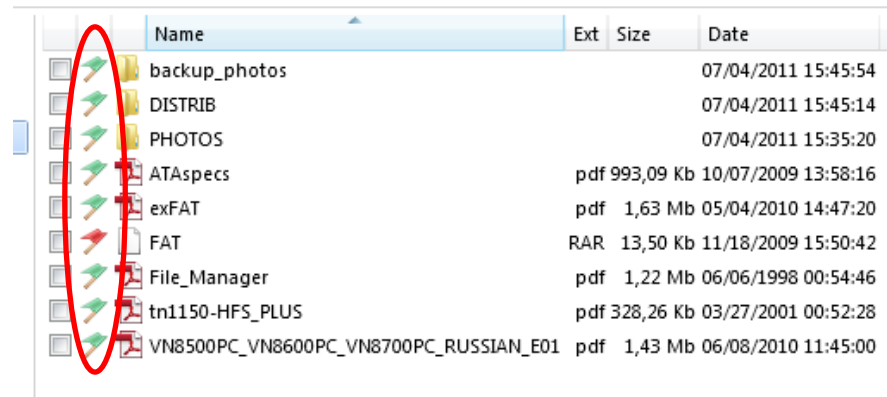 Name Ext Size Date
backup_photos 07/04/2011 15:45:54
DISTRIB 07/04/2011 15:45:14
PHOTOS 07/04/2011 15:35:20
ATAspecs pdf 993,09 Kb 10/07/2009 13:58:16
exFAT pdf 1,63 Mb 05/04/2010 14:47:20
FAT RAR 13,50 Kb 11/18/2009 15:50:42
File_Manager pdf 1,22 Mb 06/06/1998 00:54:46
tn1150-HFS_PLUS pdf 328,26 Kb 03/27/2001 00:52:28
VN8500PC_VN8600PC_VN8700PC_RUSSIAN_E01 pdf 1,43 Mb 06/08/2010 11:45:00